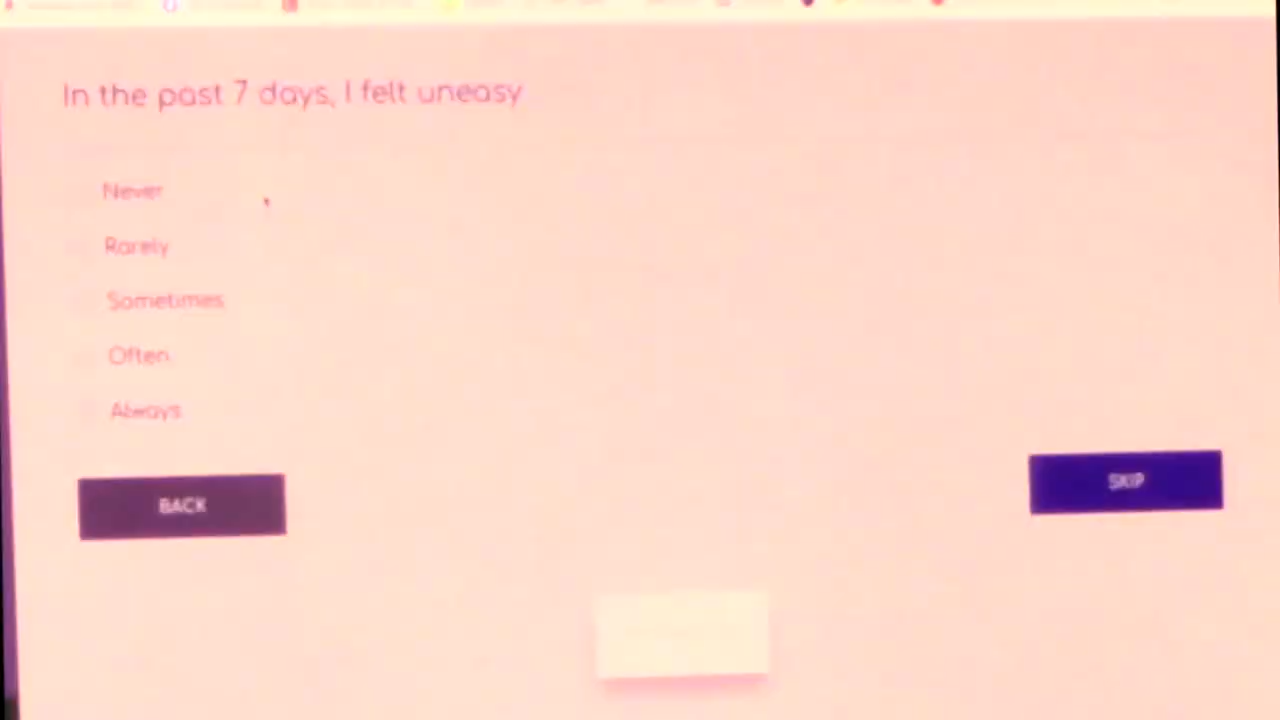 In the past 7 days, I felt uneasy
Never
Rarely
Sometimes
Often
Always
BACK
SKIP